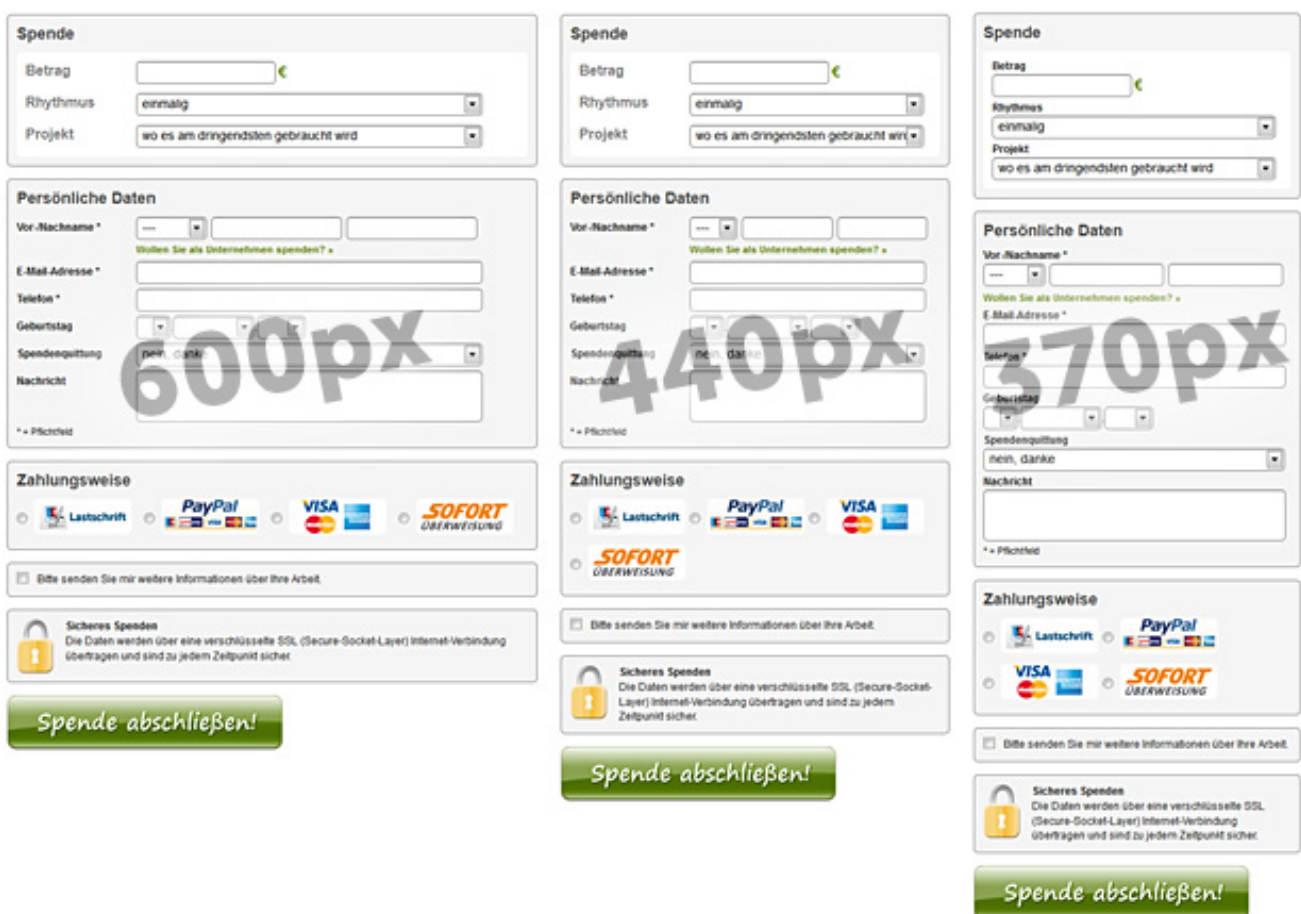 Spende
Betrag €
Rhythmus einmalig
Projekt wo es am dringendsten gebraucht wird
Persönliche Daten
Vor-/Nachname * ---
Wollen Sie als Unternehmen spenden? »
E-Mail-Adresse *
Telefon *
Geburtstag
Spendenquittung nein, danke
Nachricht
* = Pflichtfeld
600px
Zahlungsweise
Lastschrift PayPal VISA SOFORT
ÜBERWEISUNG
Bitte senden Sie mir weitere Informationen über Ihre Arbeit.
Sicheres Spenden
Die Daten werden über eine verschlüsselte SSL (Secure-Socket-Layer) Internet-Verbindung
übertragen und sind zu jedem Zeitpunkt sicher.
Spende abschließen!
Spende
Betrag €
Rhythmus einmalig
Projekt wo es am dringendsten gebraucht wird
Persönliche Daten
Vor-/Nachname * ---
Wollen Sie als Unternehmen spenden? »
E-Mail-Adresse *
Telefon *
Geburtstag
Spendenquittung nein, danke
Nachricht
* = Pflichtfeld
440px
Zahlungsweise
Lastschrift PayPal VISA
SOFORT
ÜBERWEISUNG
Bitte senden Sie mir weitere Informationen über Ihre Arbeit.
Sicheres Spenden
Die Daten werden über eine verschlüsselte SSL (Secure-Socket-
Layer) Internet-Verbindung übertragen und sind zu jedem
Zeitpunkt sicher.
Spende abschließen!
Spende
Betrag
€
Rhythmus
einmalig
Projekt
wo es am dringendsten gebraucht wird
Persönliche Daten
Vor-/Nachname *
---
Wollen Sie als Unternehmen spenden? »
E-Mail-Adresse *
Telefon *
Geburtstag
Spendenquittung
nein, danke
Nachricht
* = Pflichtfeld
370px
Zahlungsweise
Lastschrift PayPal
VISA SOFORT
ÜBERWEISUNG
Bitte senden Sie mir weitere Informationen über Ihre Arbeit.
Sicheres Spenden
Die Daten werden über eine verschlüsselte SSL
(Secure-Socket-Layer) Internet-Verbindung
übertragen und sind zu jedem Zeitpunkt sicher.
Spende abschließen!